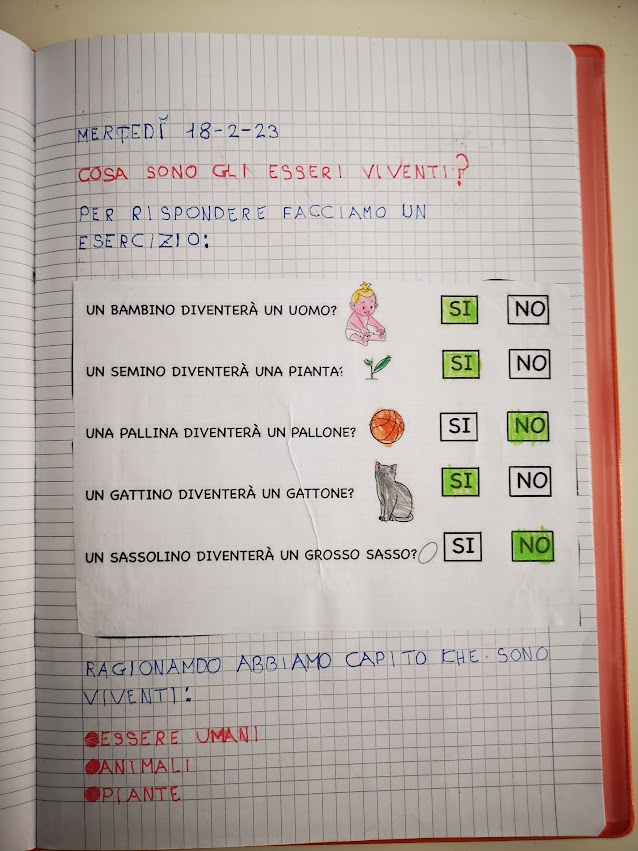 MERTEDÌ 18-2-23
COSA SONO GLI ESSERI VIVENTI?
PER RISPONDERE FACCIAMO UN
ESERCIZIO:
UN BAMBINO DIVENTERÀ UN UOMO? SI NO
UN SEMINO DIVENTERÀ UNA PIANTA? SI NO
UNA PALLINA DIVENTERÀ UN PALLONE? SI NO
UN GATTINO DIVENTERÀ UN GATTONE? SI NO
UN SASSOLINO DIVENTERÀ UN GROSSO SASSO? SI NO
RAGIONAMDO ABBIAMO CAPITO CHE SONO
VIVENTI:
●ESSERE UMANI
●ANIMALI
●PIANTE